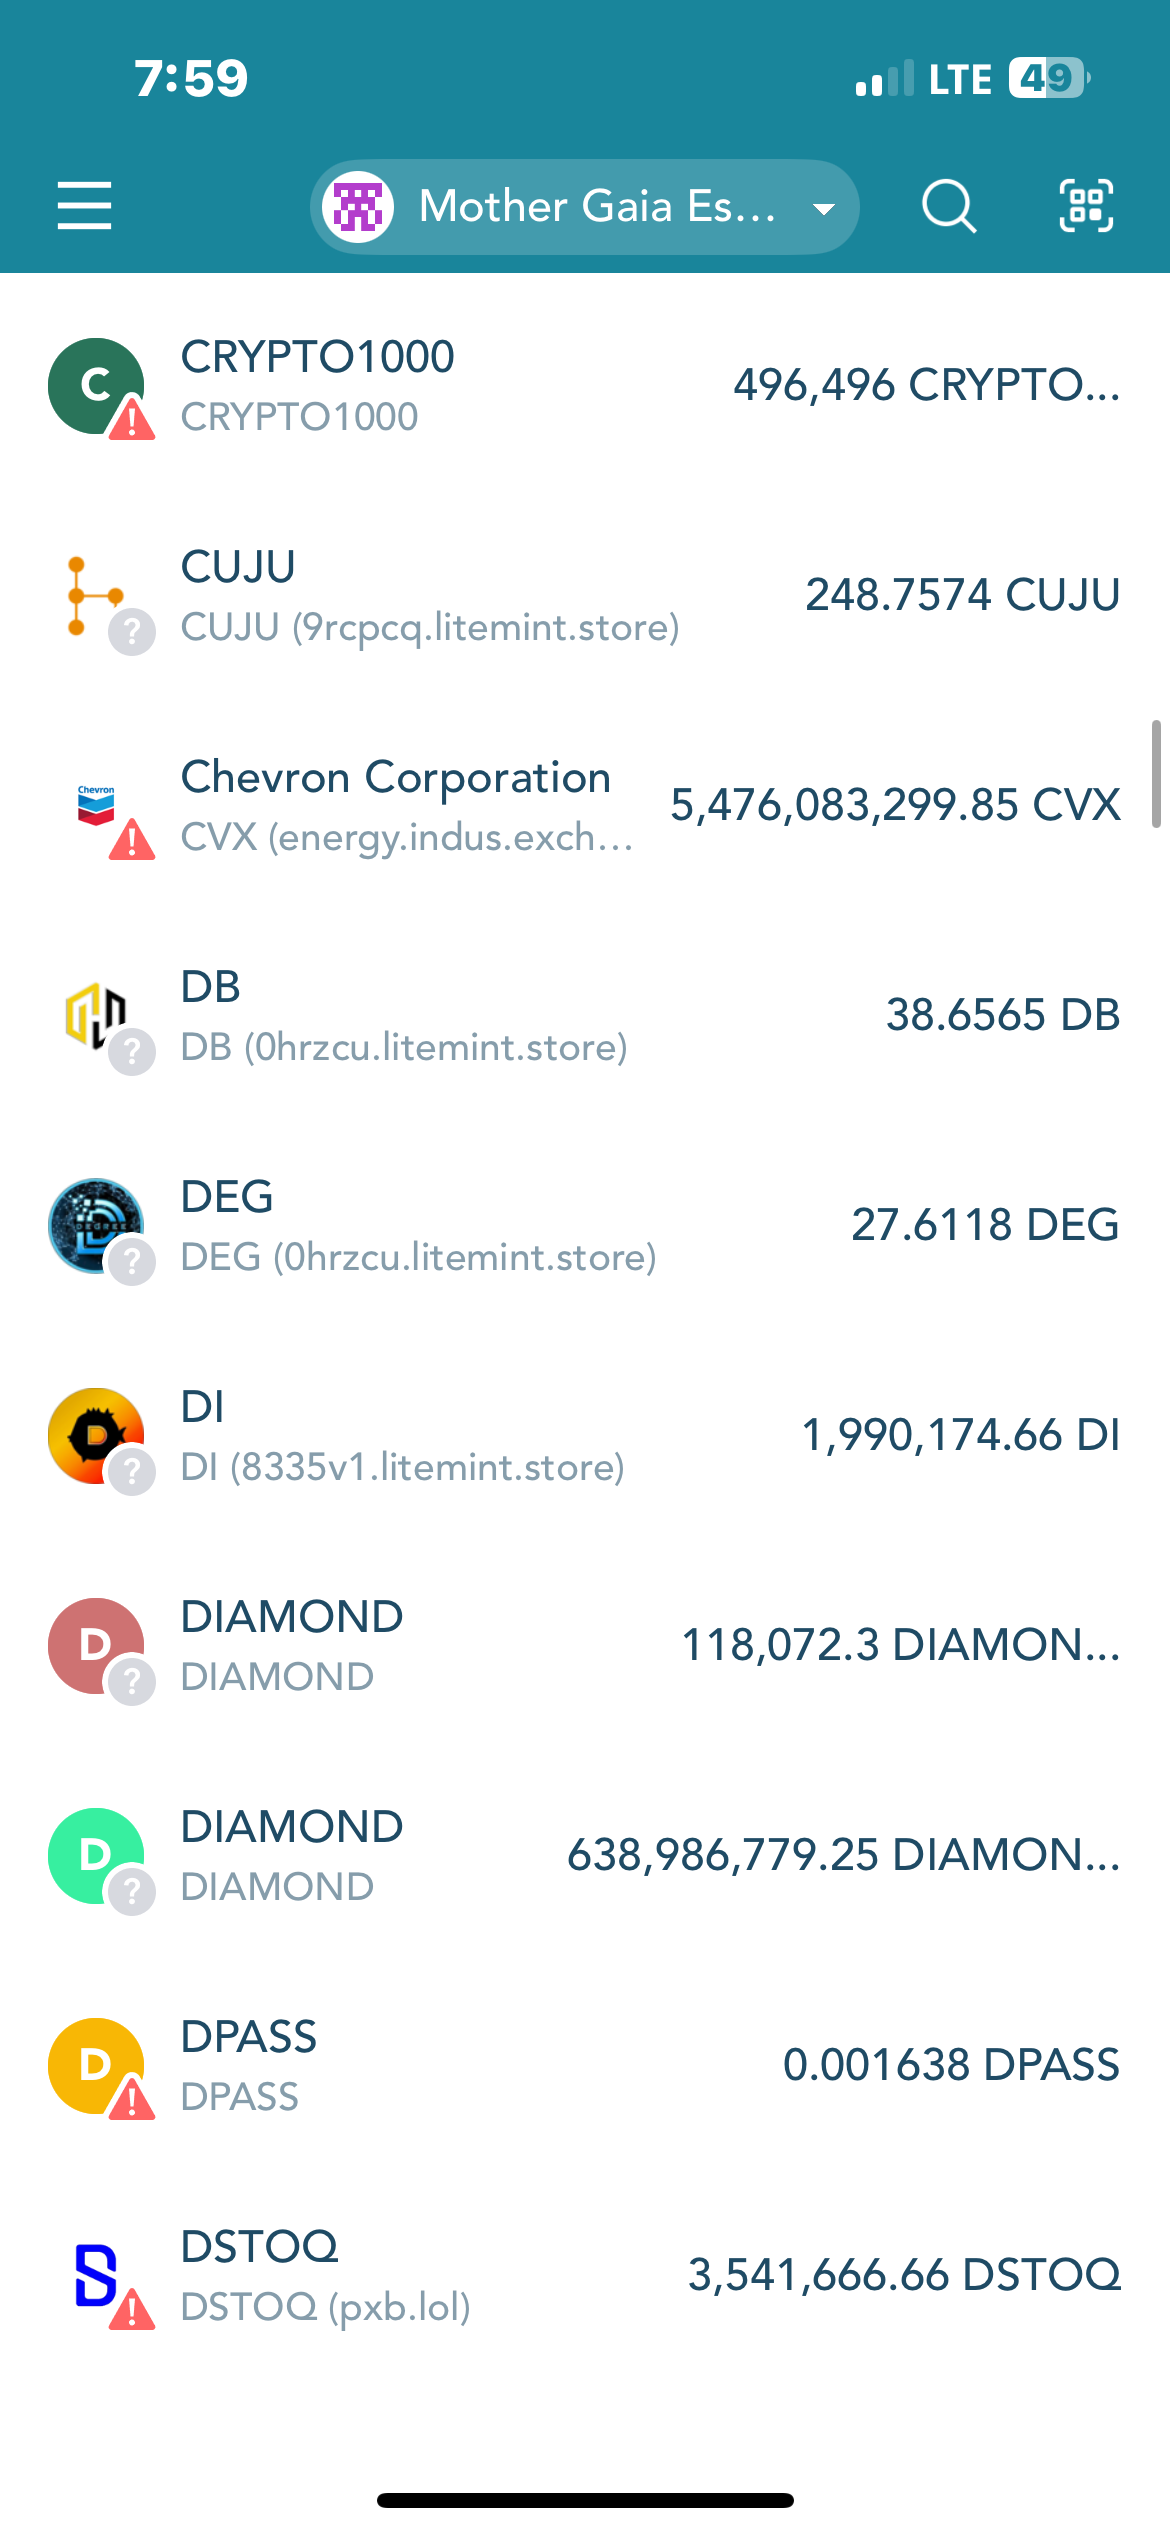 7:59
LTE 49
Mother Gaia Es...
C
CRYPTO1000
496,496 CRYPTO...
CRYPTO1000
CUJU
248.7574 CUJU
CUJU (9rcpcq.litemint.store)
Chevron
Chevron Corporation
5,476,083,299.85 CVX
CVX (energy.indus.exch...
DB
38.6565 DB
DB (0hrzcu.litemint.store)
DEGREE
DEG
27.6118 DEG
DEG (0hrzcu.litemint.store)
D
DI
1,990,174.66 DI
DI (8335v1.litemint.store)
D
DIAMOND
118,072.3 DIAMON...
DIAMOND
D
DIAMOND
638,986,779.25 DIAMON...
DIAMOND
D
DPASS
0.001638 DPASS
DPASS
DSTOQ
3,541,666.66 DSTOQ
DSTOQ (pxb.lol)